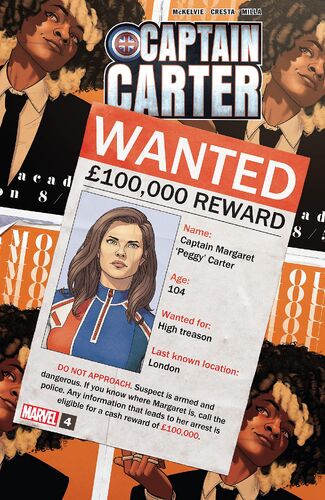 McKELVIE · CRESTA · MILLA
CAPTAIN
CARTER
WANTED
£100,000 REWARD
Name:
Captain Margaret
'Peggy' Carter
Age:
104
Wanted for:
High treason
Last known location:
London
DO NOT APPROACH. Suspect is armed and
dangerous. If you know where Margaret is, call the
police. Any information that leads to her arrest is
eligible for a cash reward of £100,000.
MARVEL
4